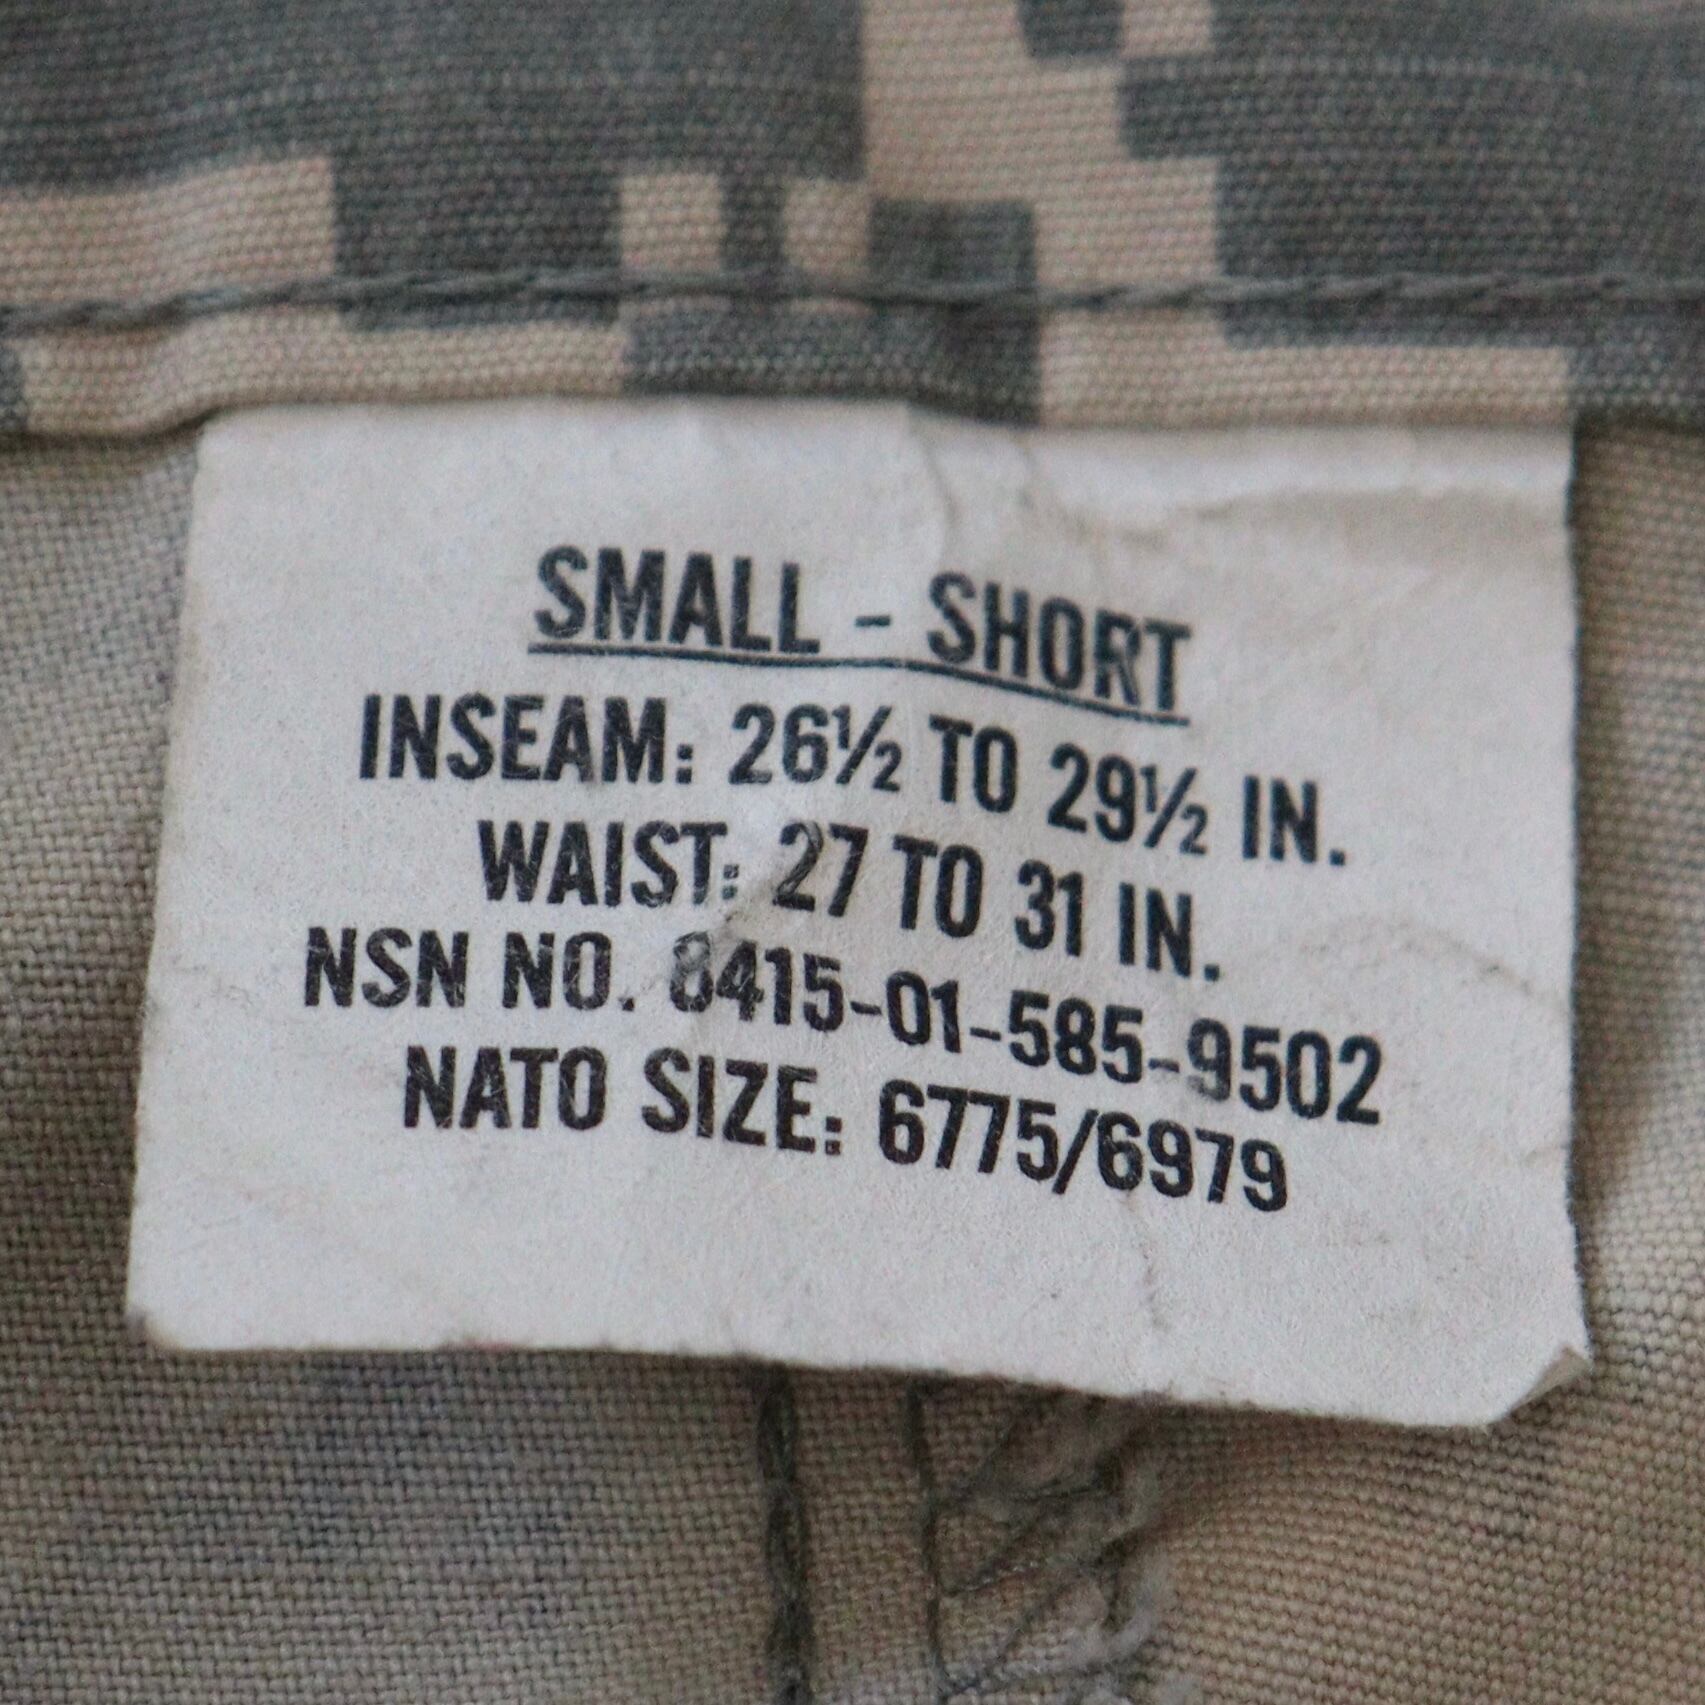 SMALL - SHORT
INSEAM: 26½ TO 29½ IN.
WAIST: 27 TO 31 IN.
NSN NO. 8415-01-585-9502
NATO SIZE: 6775/6979